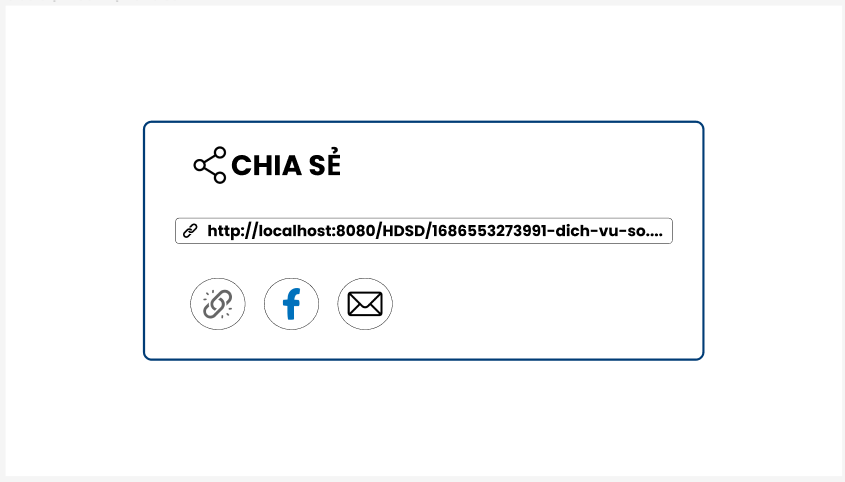 CHIA SẺ
http://localhost:8080/HDSD/1686553273991-dich-vu-so....